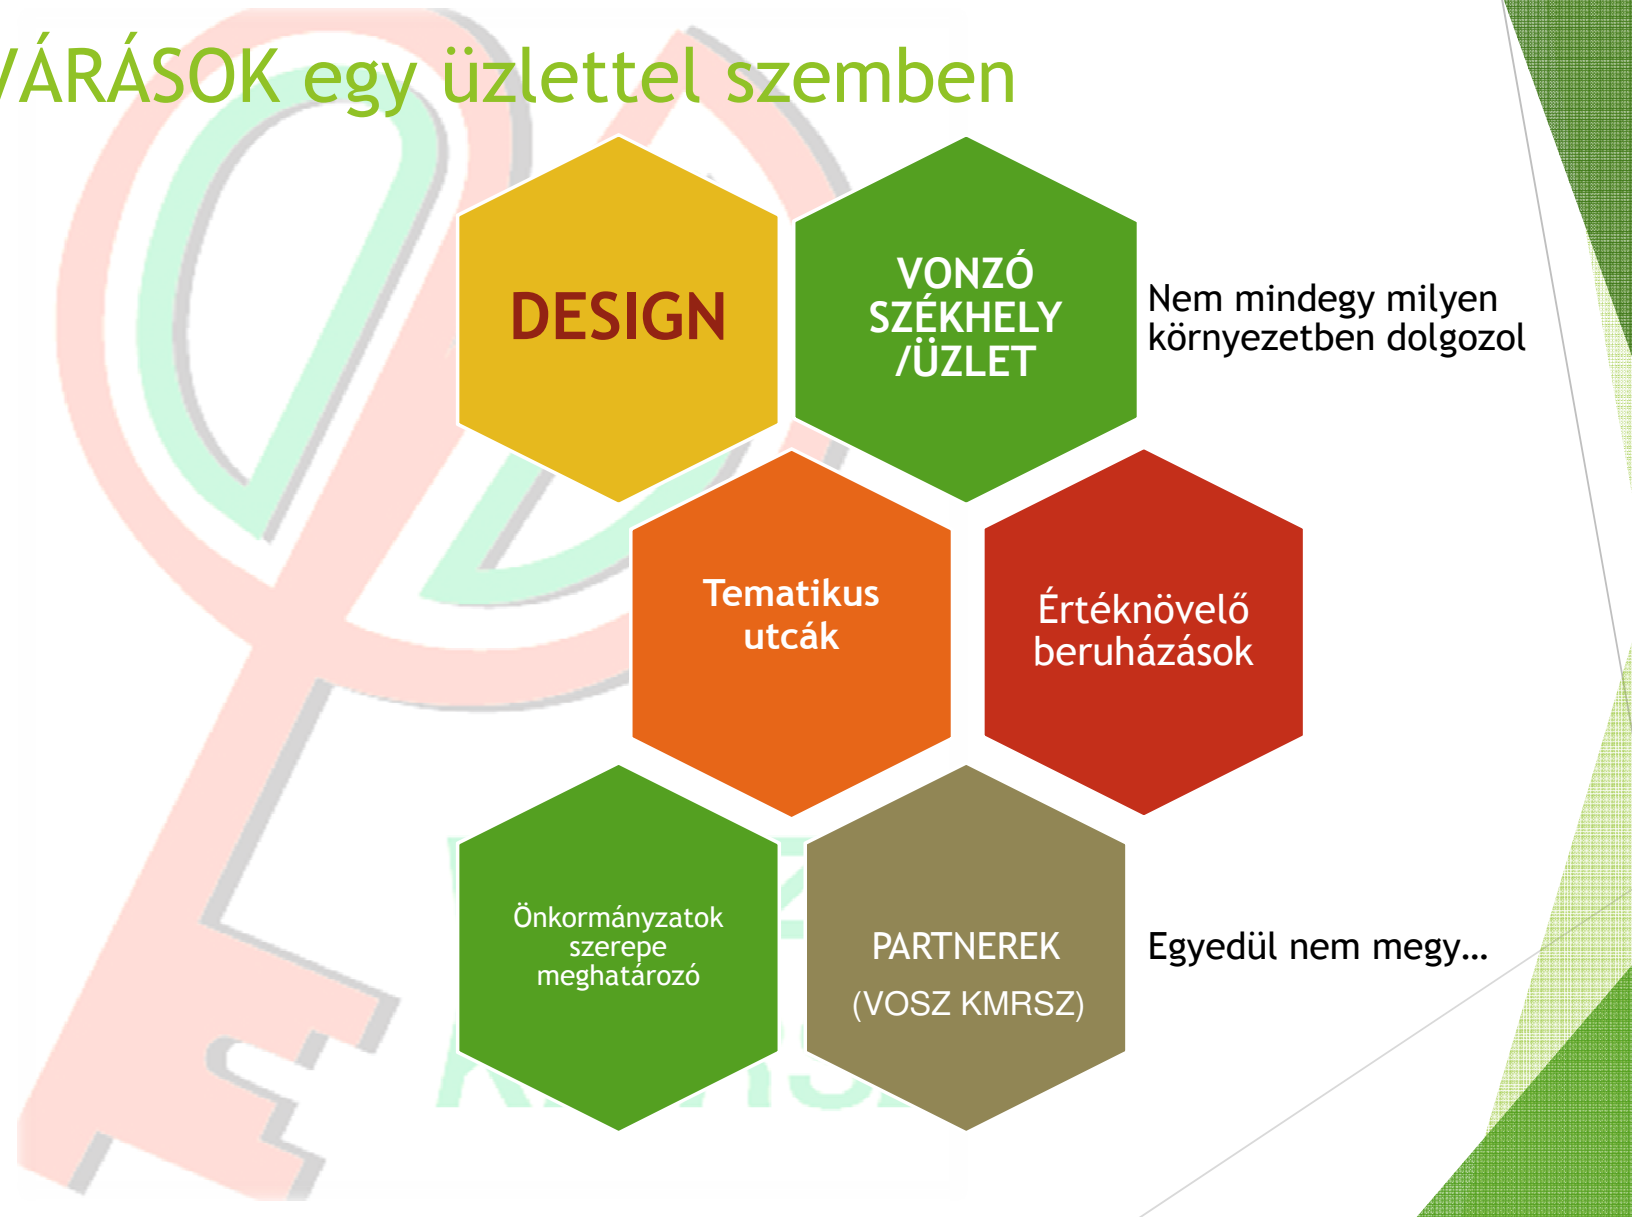 VÁRÁSOK egy üzlettel szemben
DESIGN
VONZÓ
SZÉKHELY
/ÜZLET
Nem mindegy milyen
környezetben dolgozol
Tematikus
utcák
Értéknövelő
beruházások
Önkormányzatok
szerepe
meghatározó
PARTNEREK
(VOSZ KMRSZ)
Egyedül nem megy…